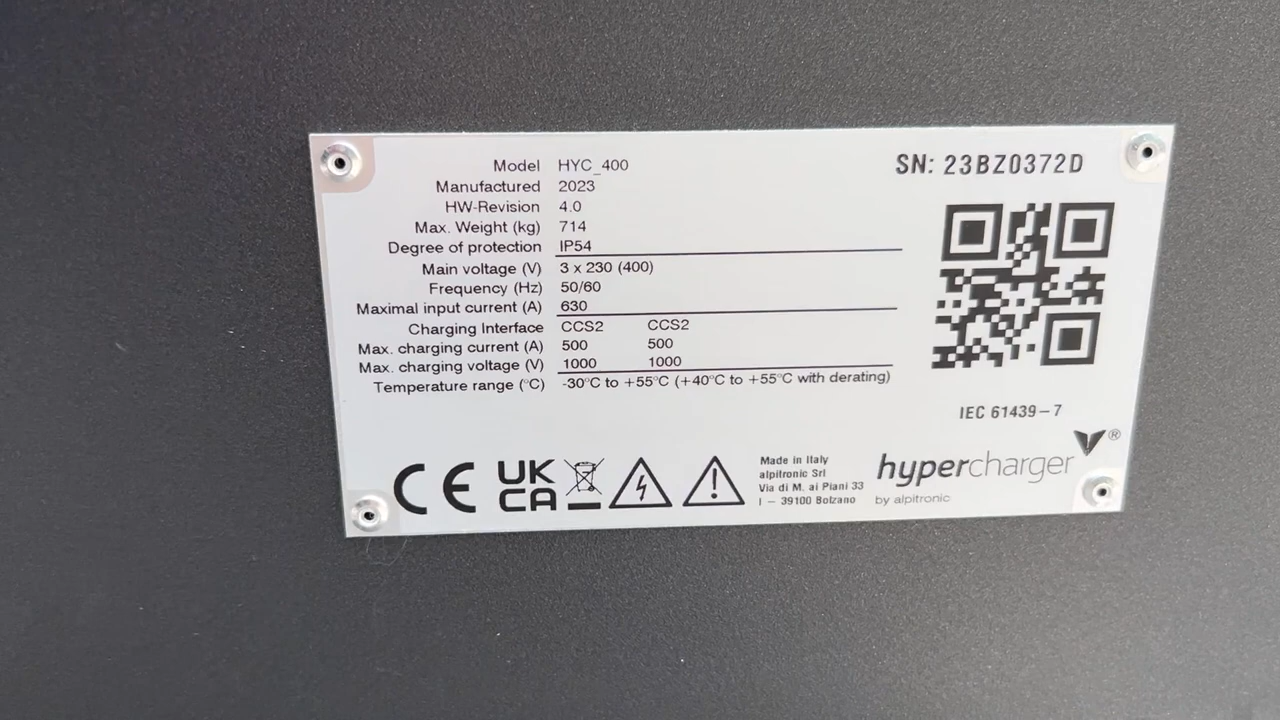 Model HYC_400
Manufactured 2023
HW-Revision 4.0
Max. Weight (kg) 714
Degree of protection IP54
Main voltage (V) 3 x 230 (400)
Frequency (Hz) 50/60
Maximal input current (A) 630
Charging Interface CCS2 CCS2
Max. charging current (A) 500 500
Max. charging voltage (V) 1000 1000
Temperature range (°C) -30°C to +55°C (+40°C to +55°C with derating)
SN: 23BZ0372D
IEC 61439-7
CE
UK
CA
Made in Italy
alpitronic Srl
Via di M. ai Piani 33
I - 39100 Bolzano
hypercharger ®
by alpitronic